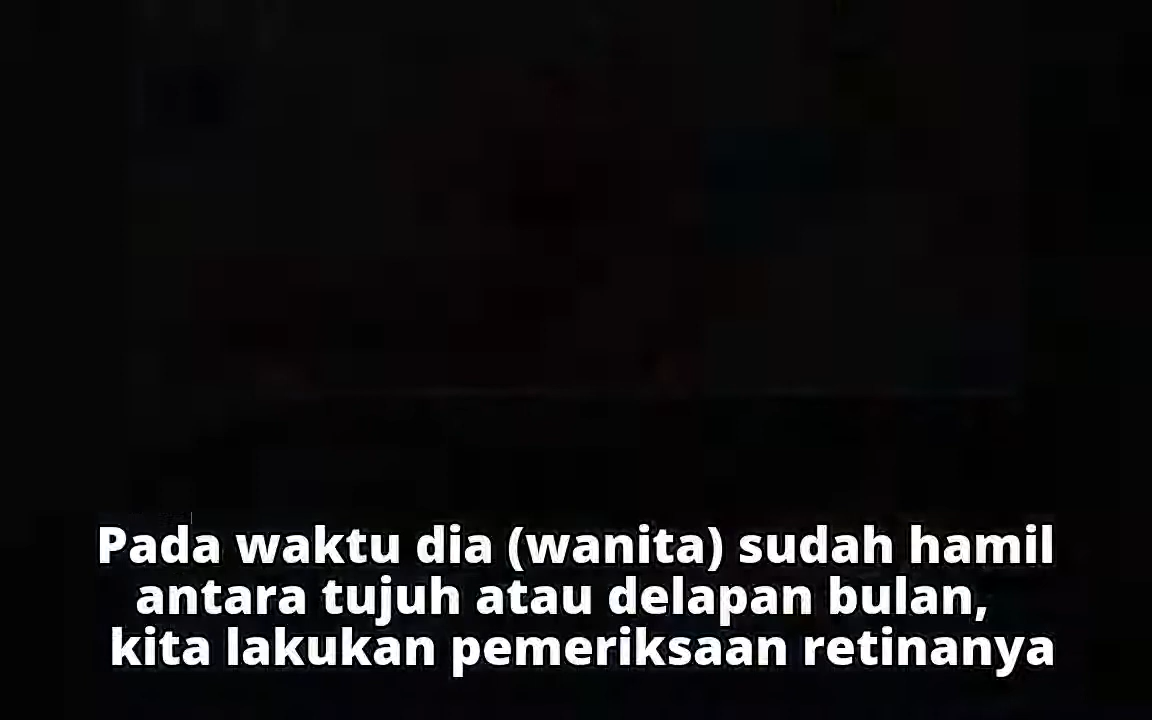 Pada waktu dia (wanita) sudah hamil
antara tujuh atau delapan bulan,
kita lakukan pemeriksaan retinanya